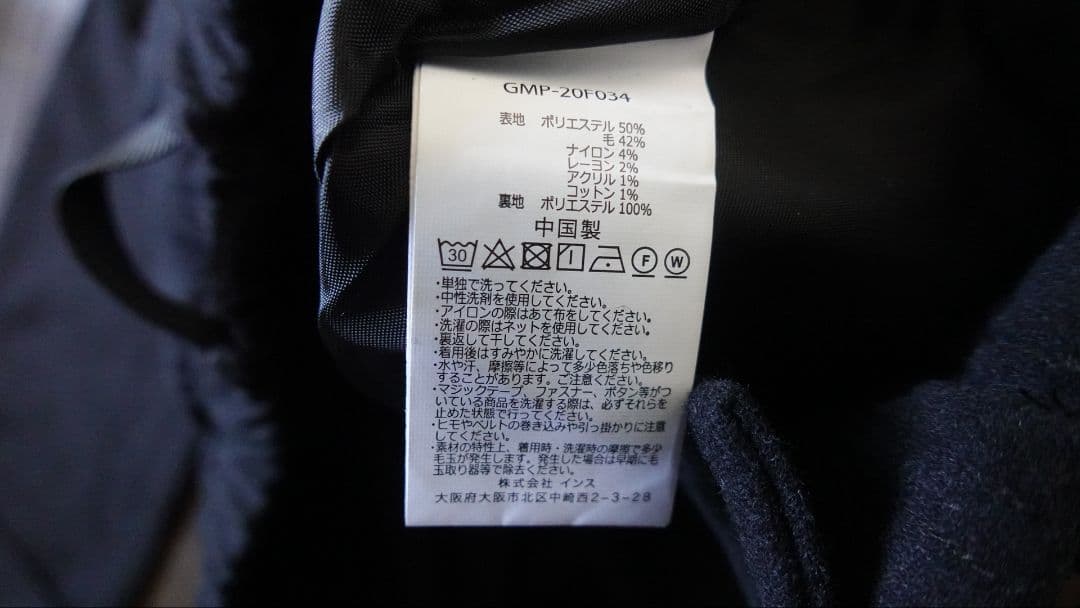 GMP-20F034
表地 ポリエステル 50%
毛 42%
ナイロン 4%
レーヨン 2%
アクリル 1%
コットン 1%
裏地 ポリエステル 100%
中国製
30 F W
・単独で洗ってください。
・中性洗剤を使用してください。
・アイロンの際はあて布をしてください。
・洗濯の際はネットを使用してください。
・裏返して干してください。
・着用後はすみやかに洗濯してください。
・水や汗、摩擦等によって多少色落ちや色移り
することがあります。ご注意ください。
・マジックテープ、ファスナー、ボタン等がつ
いている商品を洗濯する際は、必ずそれらを
止めた状態で行ってください。
・ヒモやベルトの巻き込みや引っ掛かりに注意
してください。
・素材の特性上、着用時・洗濯時の摩擦で多少
毛玉が発生します。発生した場合は早期に毛
玉取り器等で除去ください。
株式会社 インス
大阪府大阪市北区中崎西2-3-28